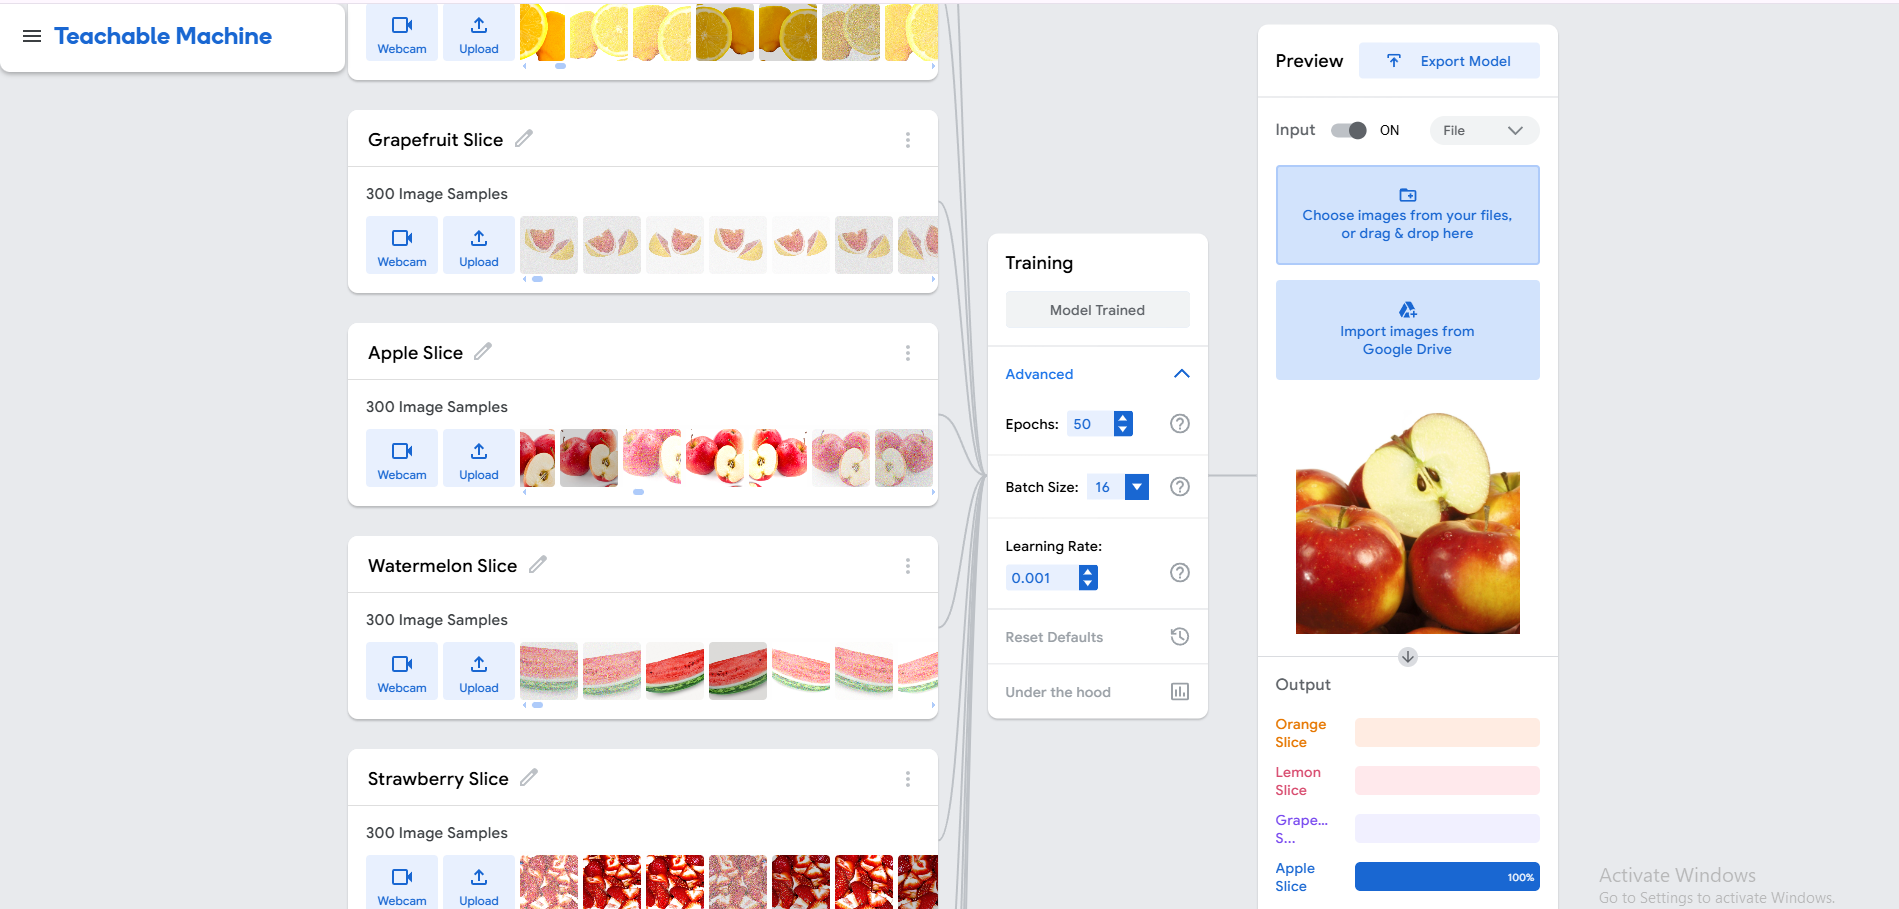 Teachable Machine
Webcam
Upload
Grapefruit Slice
300 Image Samples
Webcam
Upload
Apple Slice
300 Image Samples
Webcam
Upload
Watermelon Slice
300 Image Samples
Webcam
Upload
Strawberry Slice
300 Image Samples
Webcam
Upload
Training
Model Trained
Advanced
Epochs: 50
Batch Size: 16
Learning Rate:
0.001
Reset Defaults
Under the hood
Preview
Export Model
Input ON File
Choose images from your files,
or drag & drop here
Import images from
Google Drive
Output
Orange
Slice
Lemon
Slice
Grape...
S...
Apple
Slice
100%
Activate Windows
Go to Settings to activate Windows.